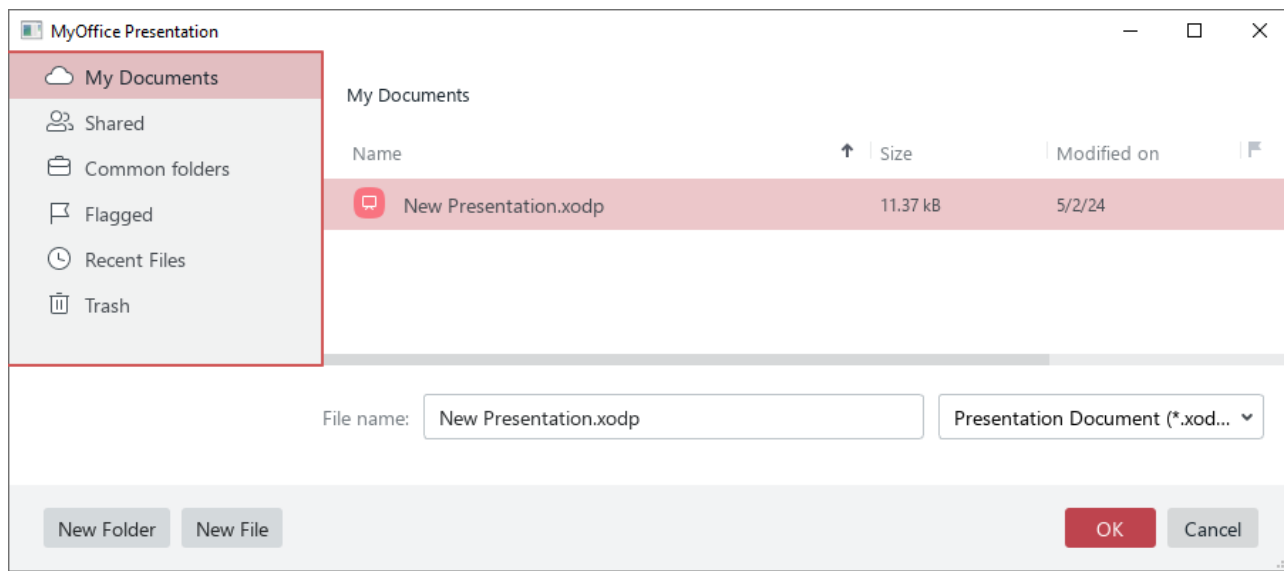 MyOffice Presentation
My Documents
Shared
Common folders
Flagged
Recent Files
Trash
My Documents
Name Size Modified on
New Presentation.xodp 11.37 kB 5/2/24
File name: New Presentation.xodp Presentation Document (*.xod...
New Folder New File OK Cancel